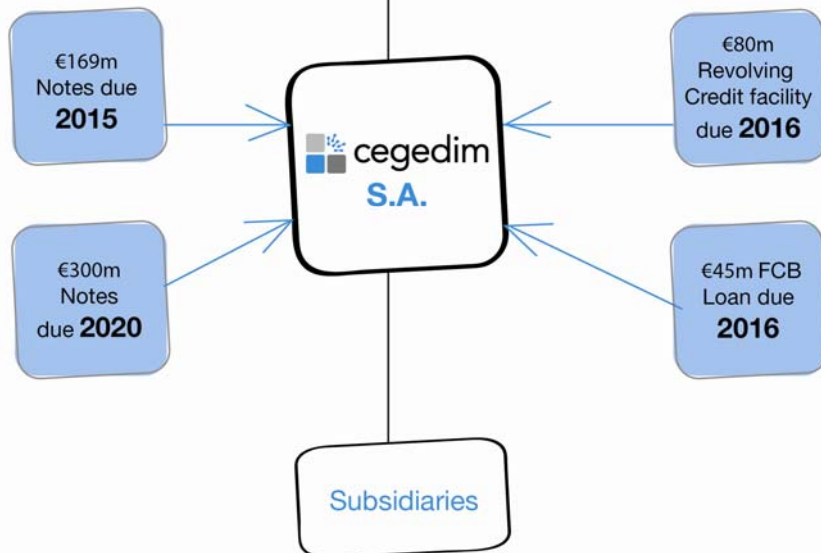 €169m
Notes due
2015
€80m
Revolving
Credit facility
due 2016
cegedim
S.A.
€300m
Notes
due 2020
€45m FCB
Loan due
2016
Subsidiaries